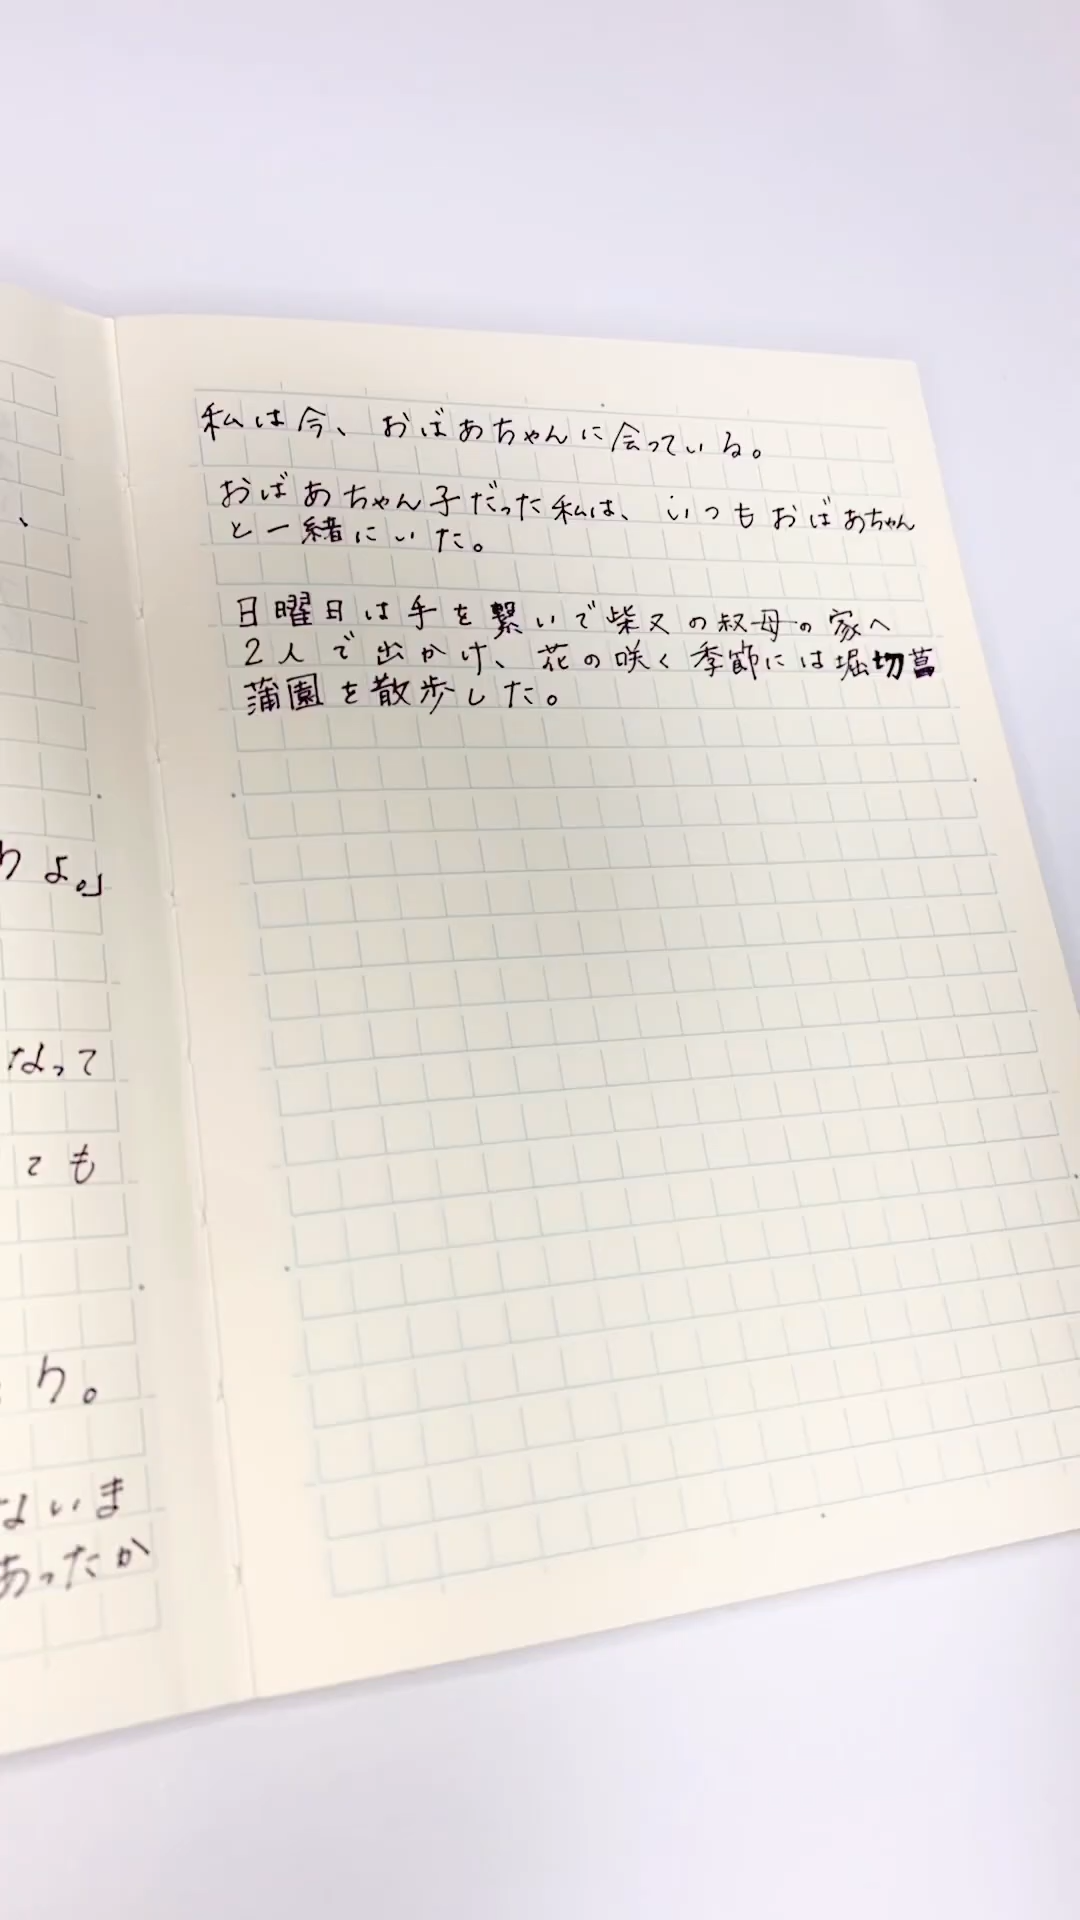 私は今、おばあちゃんに会っている。
おばあちゃん子だった私は、いつもおばあちゃん
と一緒にいた。
日曜日は手を繋いで柴又の叔母の家へ
2人で出かけ、花の咲く季節には堀切菖
蒲園を散歩した。
、
りよ。」
なって
ても
り。
ないま
あったか